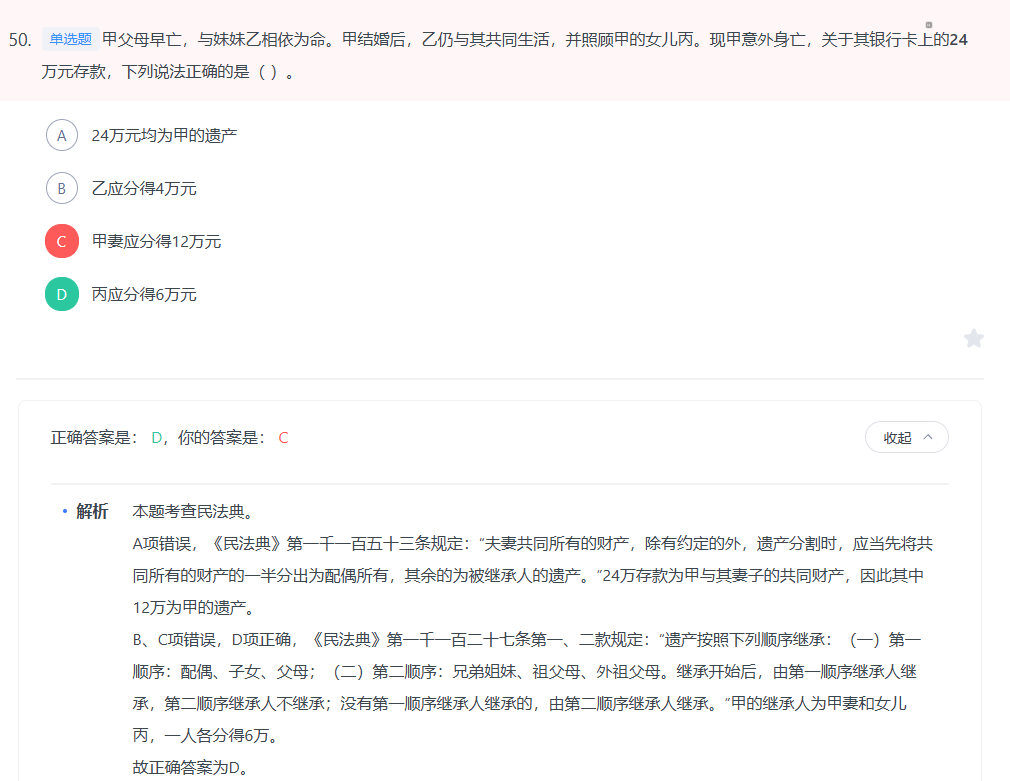 50. 单选题 甲父母早亡，与妹妹乙相依为命。甲结婚后，乙仍与其共同生活，并照顾甲的女儿丙。现甲意外身亡，关于其银行卡上的24
万元存款，下列说法正确的是（ ）。
A 24万元均为甲的遗产
B 乙应分得4万元
C 甲妻应分得12万元
D 丙应分得6万元
正确答案是： D，你的答案是： C
收起
• 解析 本题考查民法典。
A项错误，《民法典》第一千一百五十三条规定：“夫妻共同所有的财产，除有约定的外，遗产分割时，应当先将共
同所有的财产的一半分出为配偶所有，其余的为被继承人的遗产。“24万存款为甲与其妻子的共同财产，因此其中
12万为甲的遗产。
B、C项错误，D项正确，《民法典》第一千一百二十七条第一、二款规定：“遗产按照下列顺序继承：（一）第一
顺序：配偶、子女、父母；（二）第二顺序：兄弟姐妹、祖父母、外祖父母。继承开始后，由第一顺序继承人继
承，第二顺序继承人不继承；没有第一顺序继承人继承的，由第二顺序继承人继承。“甲的继承人为甲妻和女儿
丙，一人各分得6万。
故正确答案为D。